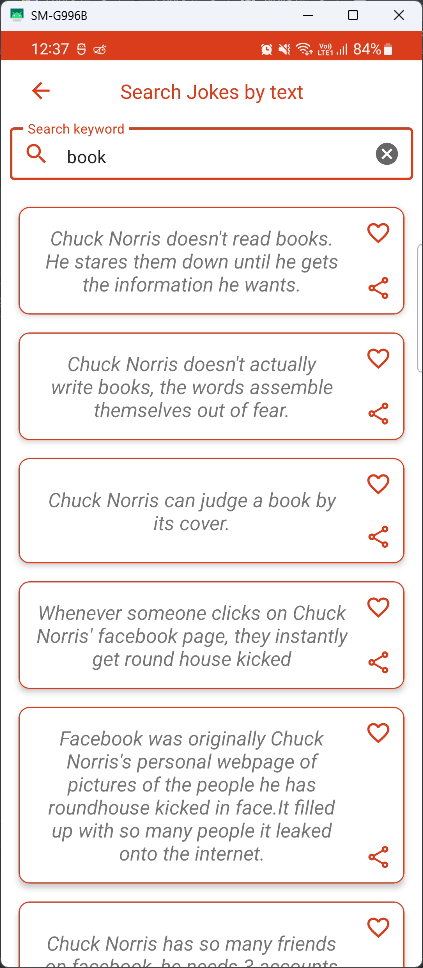 SM-G996B
12:37
Vo)) LTE1
84%
Search Jokes by text
Search keyword
book
Chuck Norris doesn't read books.
He stares them down until he gets
the information he wants.
Chuck Norris doesn't actually
write books, the words assemble
themselves out of fear.
Chuck Norris can judge a book by
its cover.
Whenever someone clicks on Chuck
Norris' facebook page, they instantly
get round house kicked
Facebook was originally Chuck
Norris's personal webpage of
pictures of the people he has
roundhouse kicked in face.It filled
up with so many people it leaked
onto the internet.
Chuck Norris has so many friends
on facebook, he needs 3 accounts